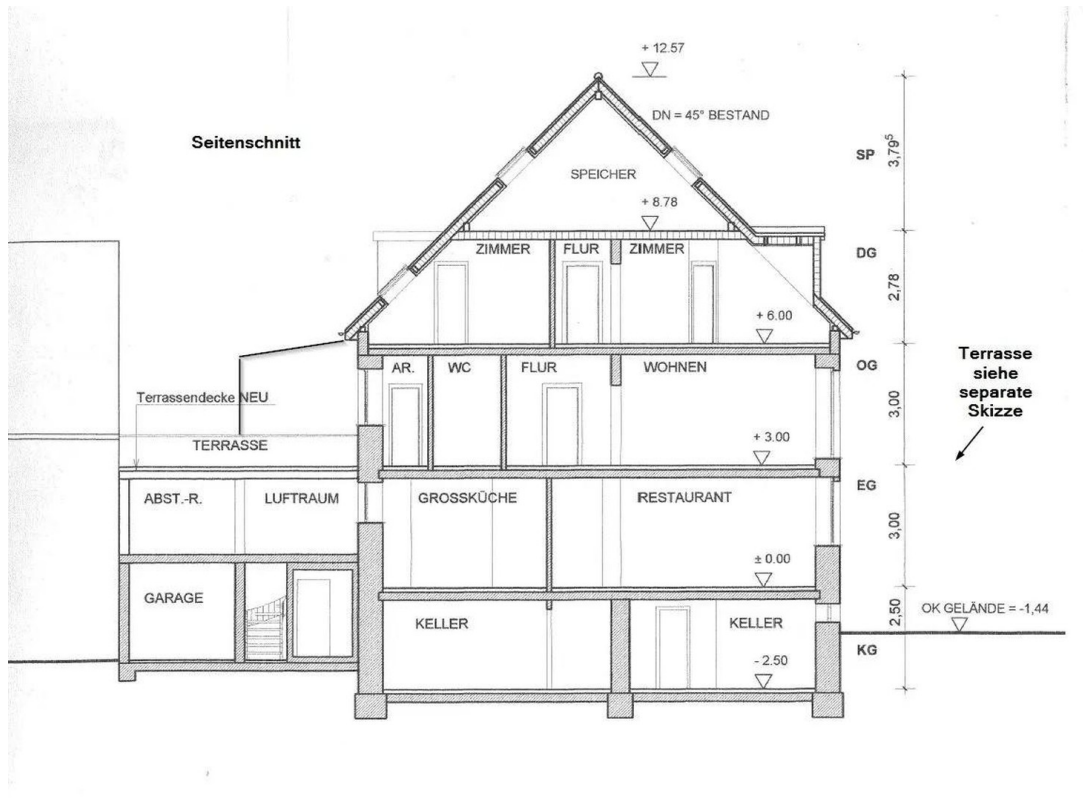 + 12.57
DN = 45° BESTAND
Seitenschnitt
SP
3,79⁵
SPEICHER
+ 8.78
ZIMMER
FLUR
ZIMMER
DG
2,78
+ 6.00
OG
AR.
WC
FLUR
WOHNEN
Terrasse
siehe
separate
Skizze
Terrassendecke NEU
3,00
TERRASSE
+ 3.00
EG
ABST.-R.
LUFTRAUM
GROSSKÜCHE
RESTAURANT
3,00
± 0.00
GARAGE
2,50
OK GELÄNDE = -1,44
KELLER
KELLER
KG
- 2.50